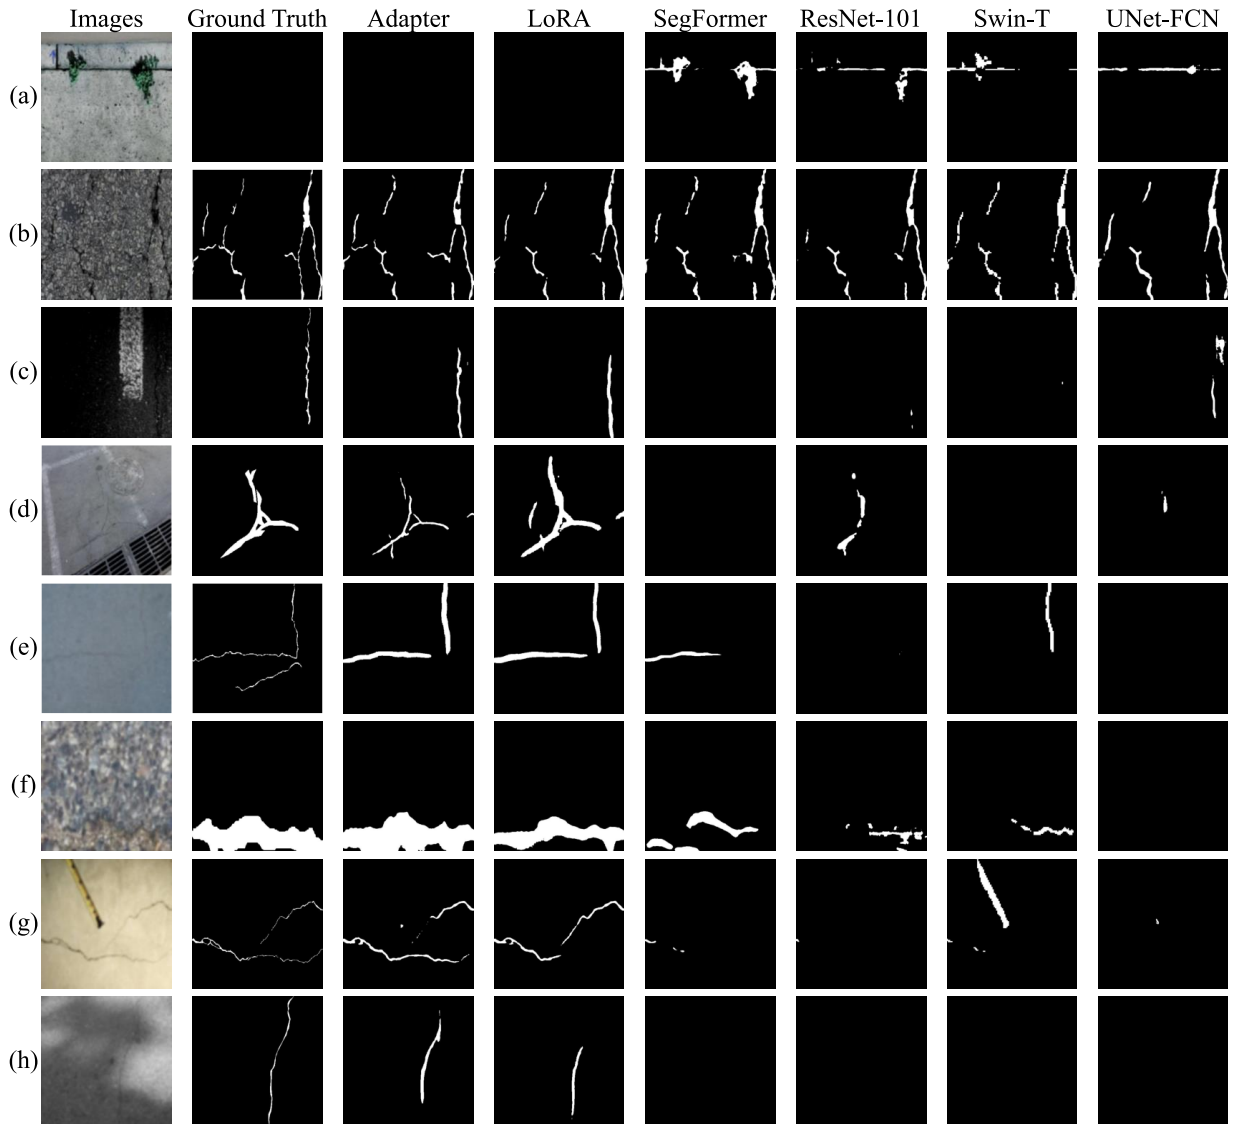 Images Ground Truth Adapter LoRA SegFormer ResNet-101 Swin-T UNet-FCN
(a)
(b)
(c)
(d)
(e)
(f)
(g)
(h)